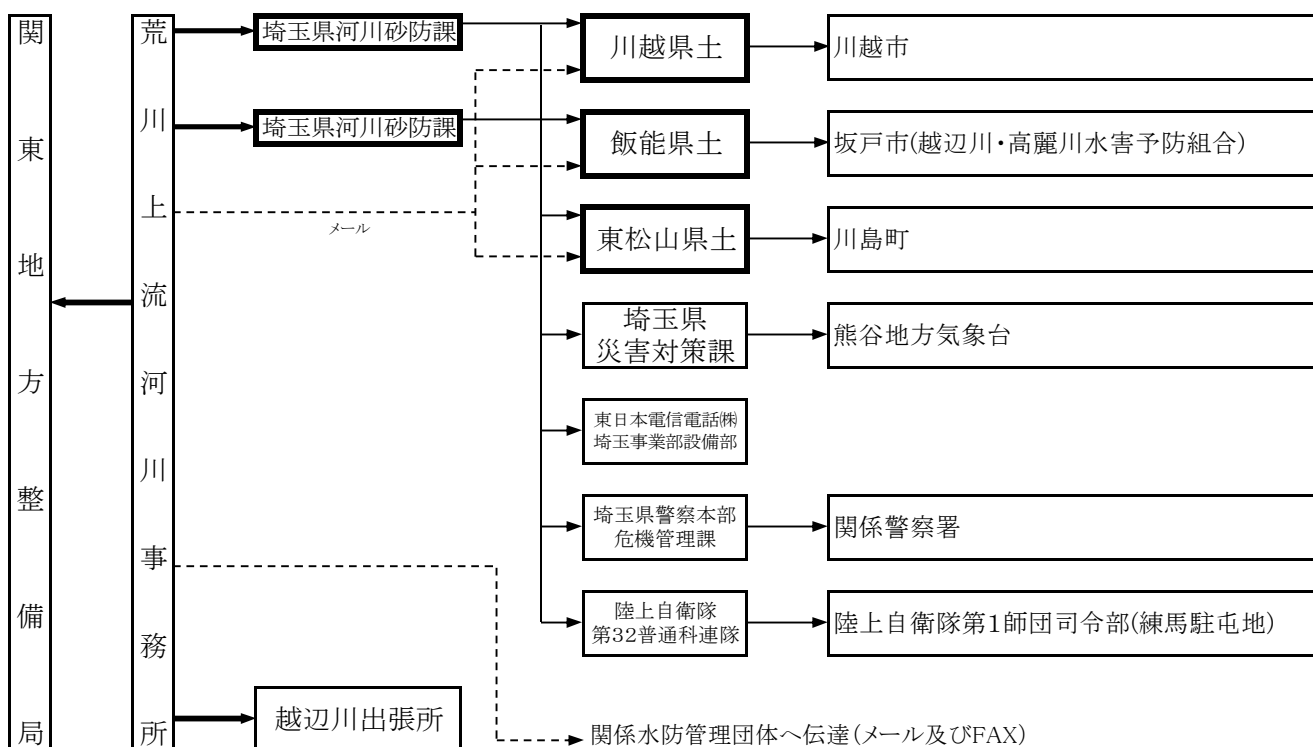 関東地方整備局
荒川上流河川事務所
埼玉県河川砂防課
川越県土
川越市
埼玉県河川砂防課
飯能県土
坂戸市(越辺川・高麗川水害予防組合)
メール
東松山県土
川島町
埼玉県
災害対策課
熊谷地方気象台
東日本電信電話㈱
埼玉事業部設備部
埼玉県警察本部
危機管理課
関係警察署
陸上自衛隊
第32普通科連隊
陸上自衛隊第1師団司令部(練馬駐屯地)
越辺川出張所
関係水防管理団体へ伝達(メール及びFAX)